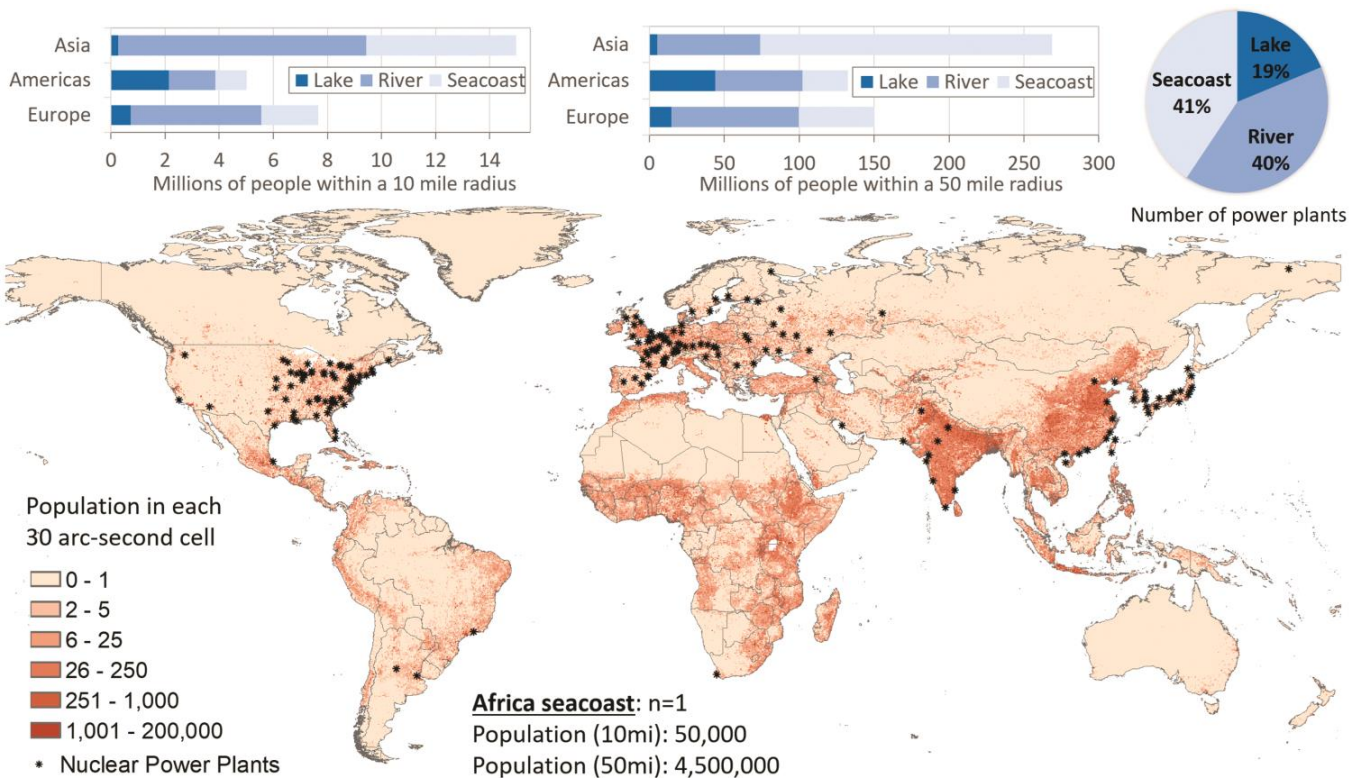 Asia
Americas
Europe
Lake River Seacoast
0 2 4 6 8 10 12 14
Millions of people within a 10 mile radius
Asia
Americas
Europe
Lake River Seacoast
0 50 100 150 200 250 300
Millions of people within a 50 mile radius
Lake
19%
Seacoast
41%
River
40%
Number of power plants
Population in each
30 arc-second cell
0 - 1
2 - 5
6 - 25
26 - 250
251 - 1,000
1,001 - 200,000
* Nuclear Power Plants
Africa seacoast: n=1
Population (10mi): 50,000
Population (50mi): 4,500,000